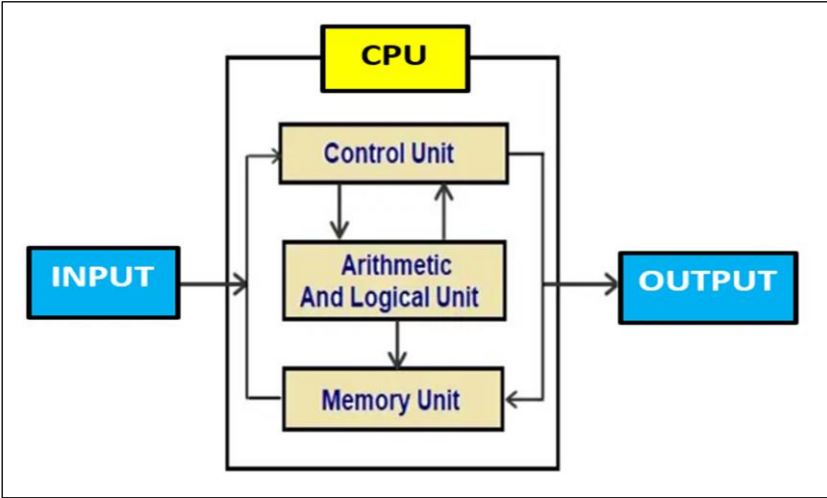 CPU
Control Unit
INPUT
Arithmetic
And Logical Unit
OUTPUT
Memory Unit